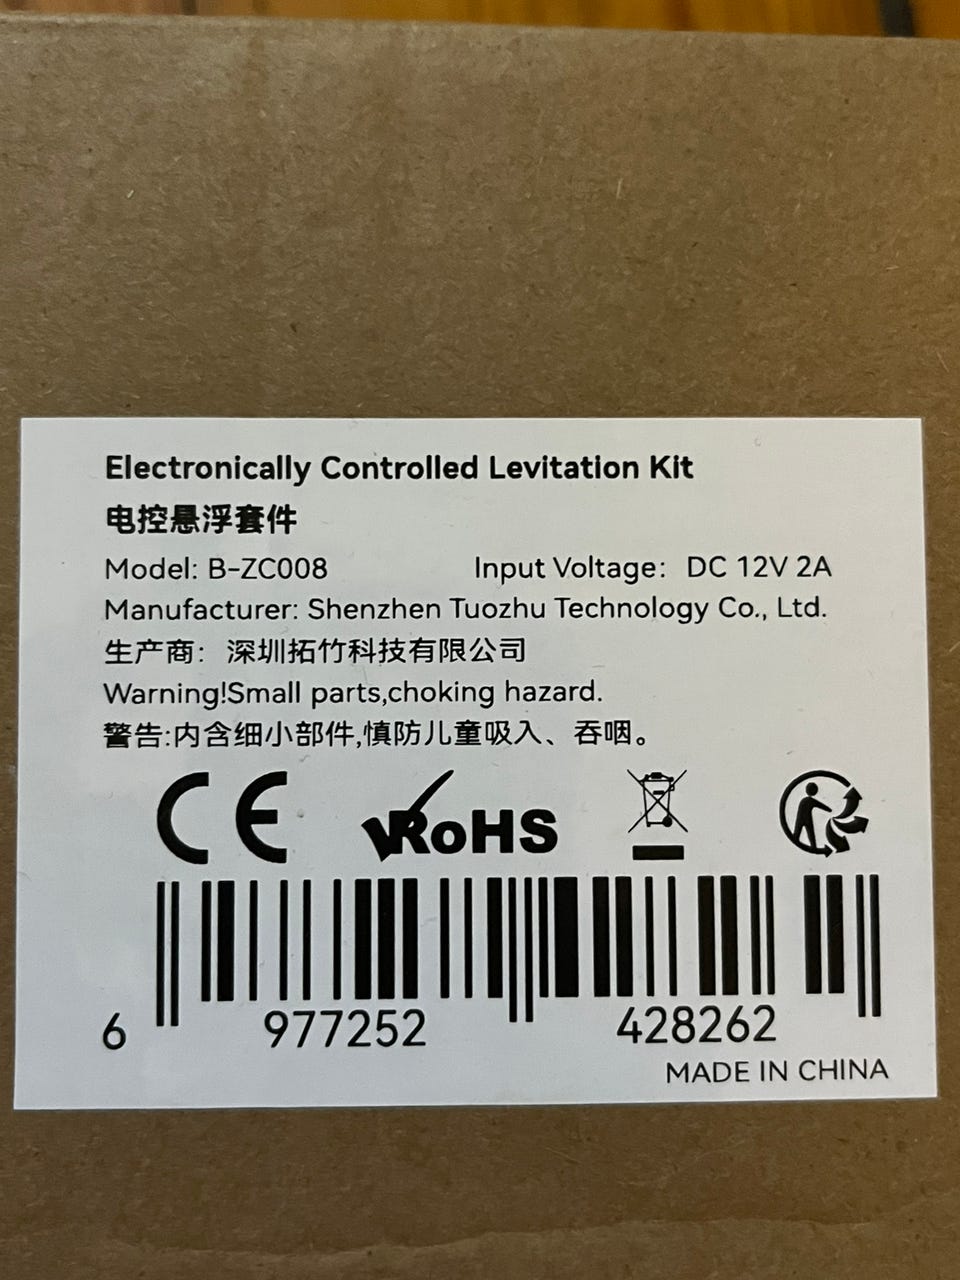 Electronically Controlled Levitation Kit
电控悬浮套件
Model: B-ZC008 Input Voltage： DC 12V 2A
Manufacturer: Shenzhen Tuozhu Technology Co., Ltd.
生产商： 深圳拓竹科技有限公司
Warning!Small parts,choking hazard.
警告:内含细小部件,慎防儿童吸入、吞咽。
CE RoHS
6 977252 428262
MADE IN CHINA